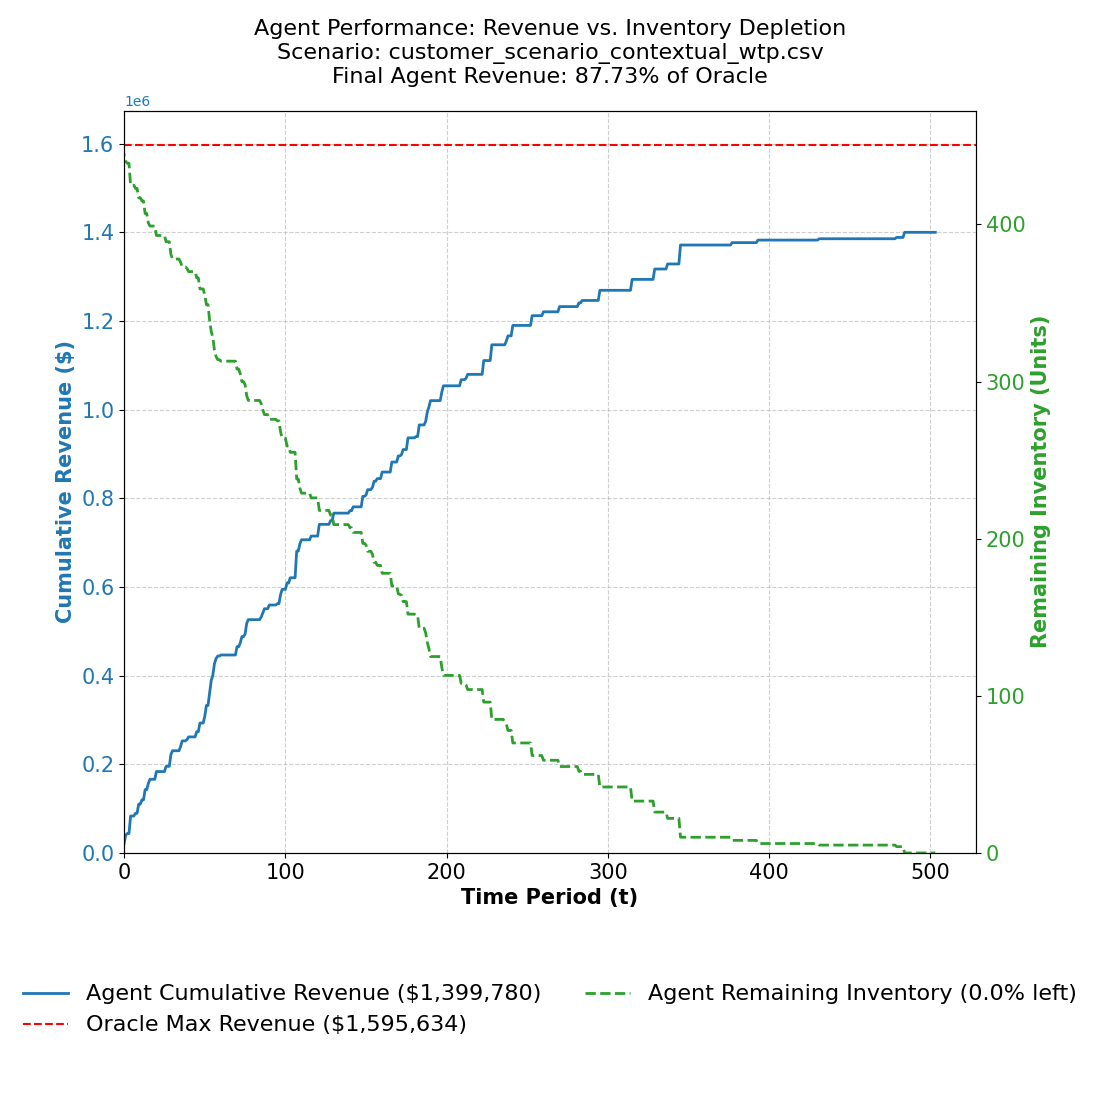 Agent Performance: Revenue vs. Inventory Depletion
Scenario: customer_scenario_contextual_wtp.csv
Final Agent Revenue: 87.73% of Oracle
1e6
1.6
1.4
1.2
1.0
0.8
0.6
0.4
0.2
0.0
Cumulative Revenue ($)
400
300
200
100
0
Remaining Inventory (Units)
0 100 200 300 400 500
Time Period (t)
Agent Cumulative Revenue ($1,399,780)
Oracle Max Revenue ($1,595,634)
Agent Remaining Inventory (0.0% left)